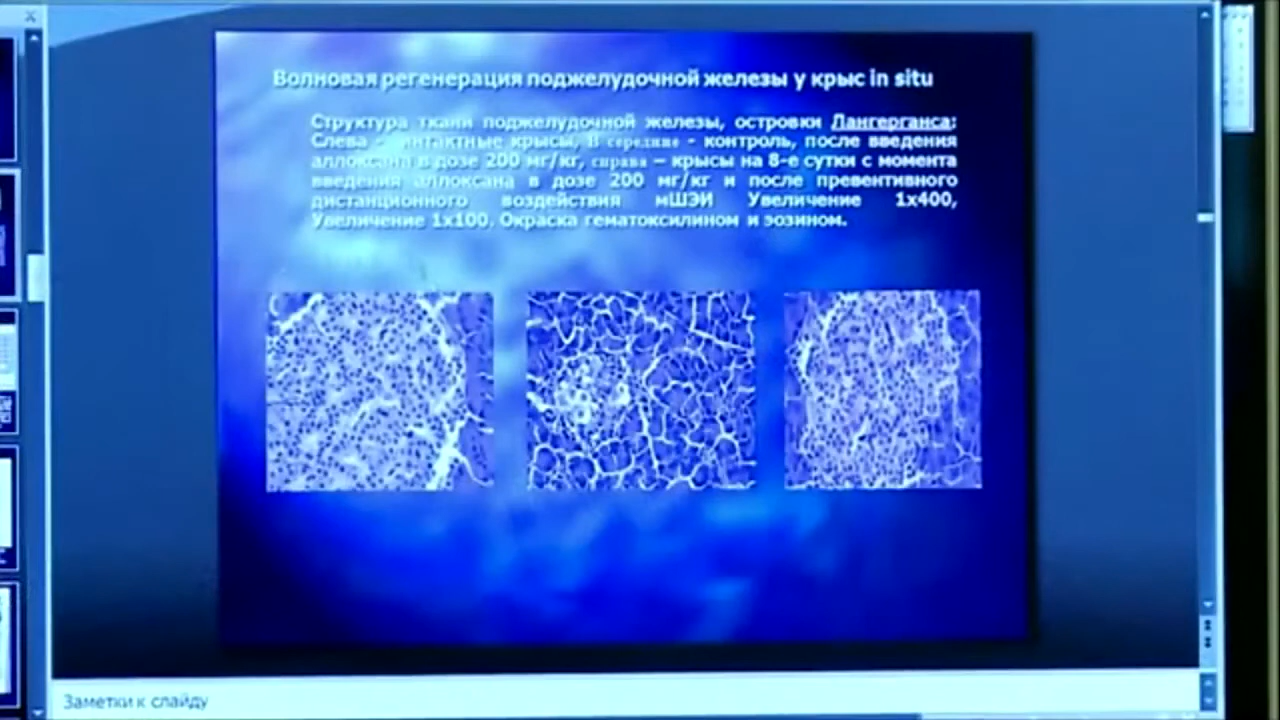 Волновая регенерация поджелудочной железы у крыс in situ
Структура ткани поджелудочной железы, островки Лангерганса:
Слева - интактные крысы. В середине - контроль, после введения
аллоксана в дозе 200 мг/кг, справа – крысы на 8-е сутки с момента
введения аллоксана в дозе 200 мг/кг и после превентивного
дистанционного воздействия мШЭИ Увеличение 1x400,
Увеличение 1x100. Окраска гематоксилином и эозином.
Заметки к слайду